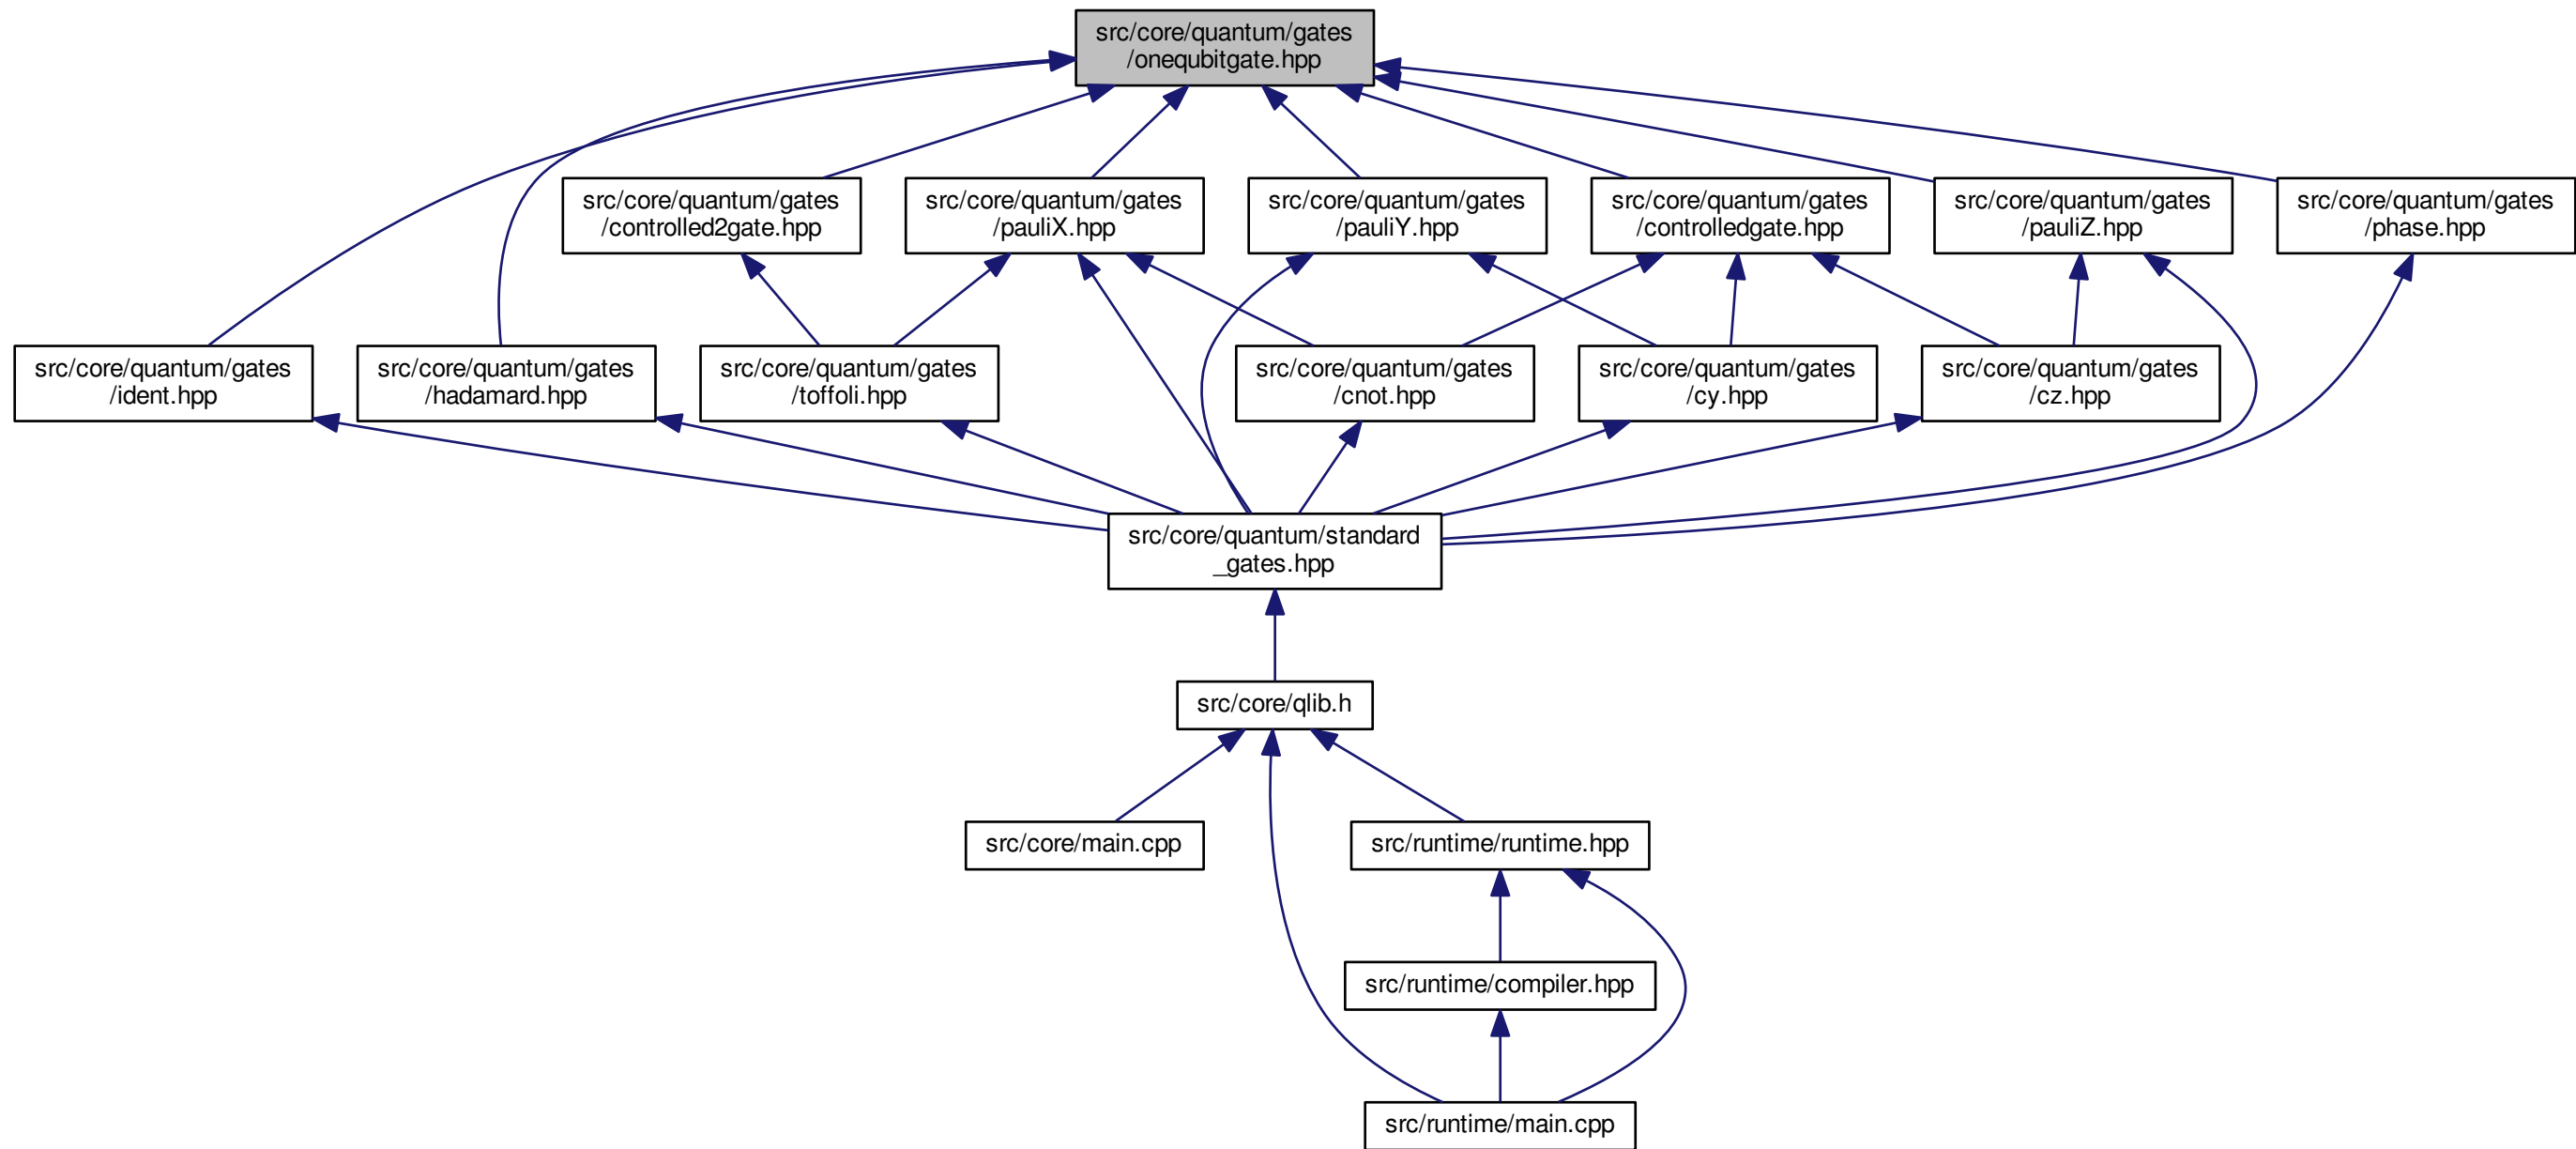 src/core/quantum/gates
/onequbitgate.hpp
src/core/quantum/gates
/controlled2gate.hpp
src/core/quantum/gates
/pauliX.hpp
src/core/quantum/gates
/pauliY.hpp
src/core/quantum/gates
/controlledgate.hpp
src/core/quantum/gates
/pauliZ.hpp
src/core/quantum/gates
/phase.hpp
src/core/quantum/gates
/ident.hpp
src/core/quantum/gates
/hadamard.hpp
src/core/quantum/gates
/toffoli.hpp
src/core/quantum/gates
/cnot.hpp
src/core/quantum/gates
/cy.hpp
src/core/quantum/gates
/cz.hpp
src/core/quantum/standard
_gates.hpp
src/core/qlib.h
src/core/main.cpp
src/runtime/runtime.hpp
src/runtime/compiler.hpp
src/runtime/main.cpp